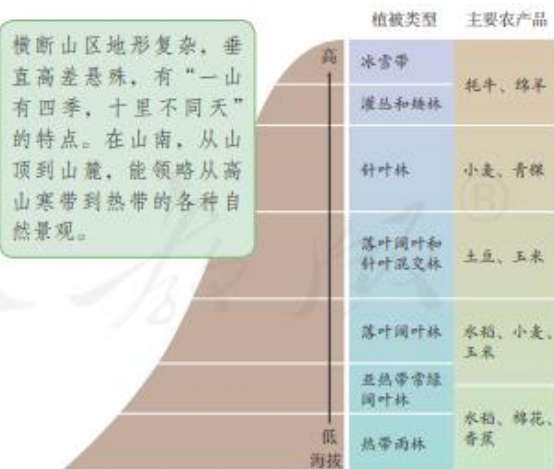 横断山区地形复杂，垂
直高差悬殊，有“一山
有四季，十里不同天”
的特点。在山南，从山
顶到山麓，能领略从高
山寒带到热带的各种自
然景观。
植被类型 主要农产品
高
冰雪带
灌丛和矮林
牦牛、绵羊
针叶林
小麦、青稞
落叶阔叶和
针叶混交林
土豆、玉米
落叶阔叶林
水稻、小麦、
玉米
亚热带常绿
阔叶林
水稻、棉花、
香蕉
热带雨林
低
海拔